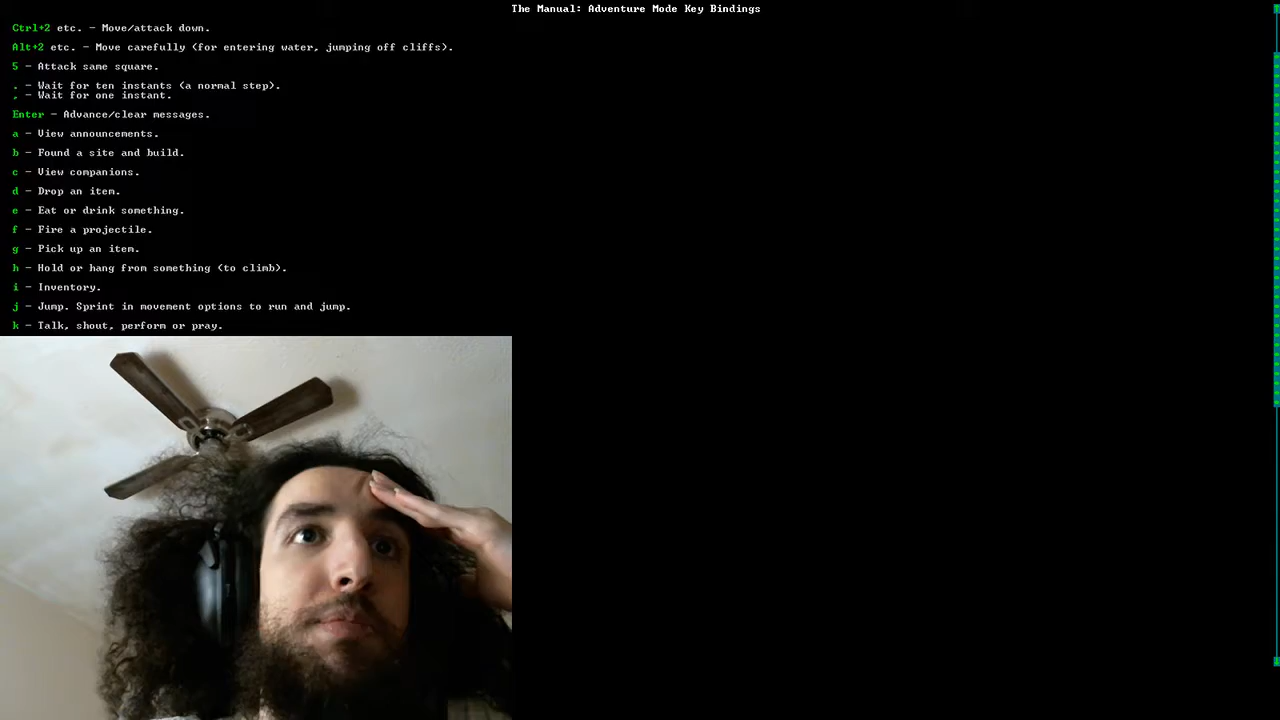 The Manual: Adventure Mode Key Bindings
Ctrl+2 etc. - Move/attack down.
Alt+2 etc. - Move carefully (for entering water, jumping off cliffs).
5 - Attack same square.
. - Wait for ten instants (a normal step).
, - Wait for one instant.
Enter - Advance/clear messages.
a - View announcements.
b - Found a site and build.
c - View companions.
d - Drop an item.
e - Eat or drink something.
f - Fire a projectile.
g - Pick up an item.
h - Hold or hang from something (to climb).
i - Inventory.
j - Jump. Sprint in movement options to run and jump.
k - Talk, shout, perform or pray.